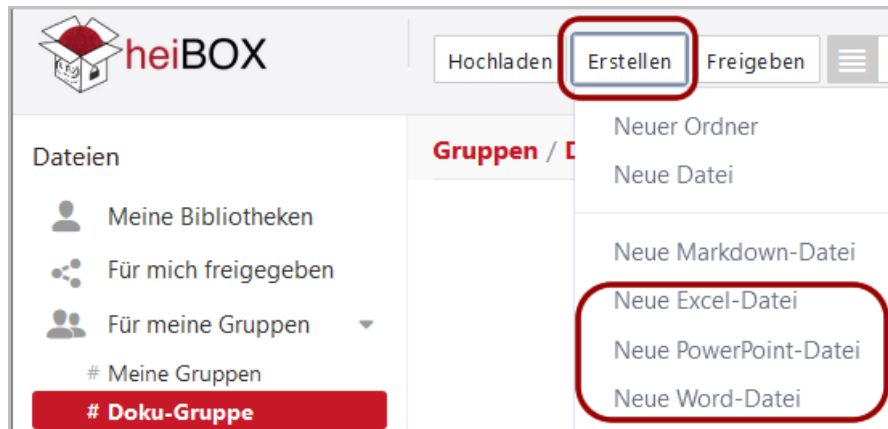 heiBOX
Hochladen Erstellen Freigeben
Dateien
Meine Bibliotheken
Für mich freigegeben
Für meine Gruppen
# Meine Gruppen
# Doku-Gruppe
Gruppen /
Neuer Ordner
Neue Datei
Neue Markdown-Datei
Neue Excel-Datei
Neue PowerPoint-Datei
Neue Word-Datei